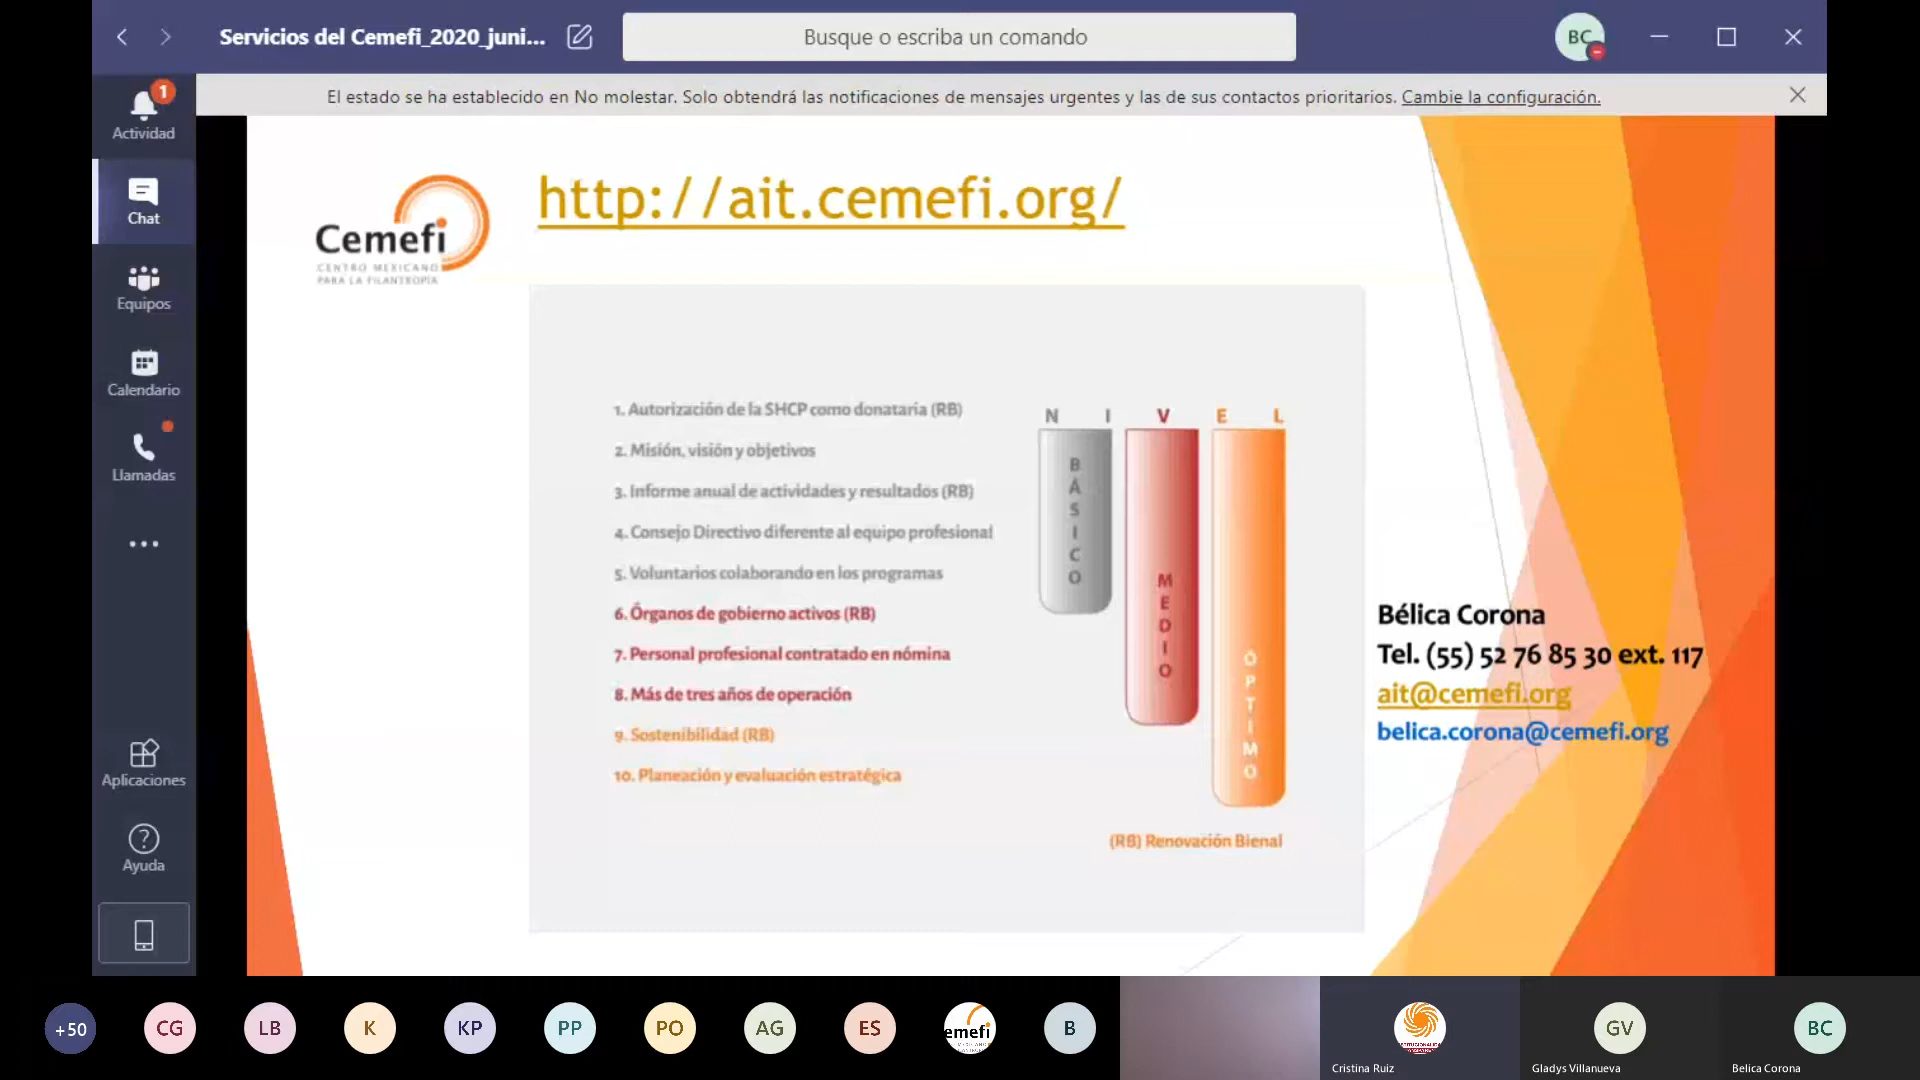 Servicios del Cemefi_2020_juni...
Busque o escriba un comando
BC
El estado se ha establecido en No molestar. Solo obtendrá las notificaciones de mensajes urgentes y las de sus contactos prioritarios. Cambie la configuración.
1
Actividad
Chat
Equipos
Calendario
Llamadas
Aplicaciones
Ayuda
Cemefi
CENTRO MEXICANO
PARA LA FILANTROPÍA
http://ait.cemefi.org/
1. Autorización de la SHCP como donataria (RB)
2. Misión, visión y objetivos
3. Informe anual de actividades y resultados (RB)
4. Consejo Directivo diferente al equipo profesional
5. Voluntarios colaborando en los programas
6. Órganos de gobierno activos (RB)
7. Personal profesional contratado en nómina
8. Más de tres años de operación
9. Sostenibilidad (RB)
10. Planeación y evaluación estratégica
NIVEL
BÁSICO
MEDIO
ÓPTIMO
(RB) Renovación Bienal
Bélica Corona
Tel. (55) 52 76 85 30 ext. 117
ait@cemefi.org
belica.corona@cemefi.org
+50
CG
LB
K
KP
PP
PO
AG
ES
emefi
B
Cristina Ruiz
GV
Gladys Villanueva
BC
Belica Corona